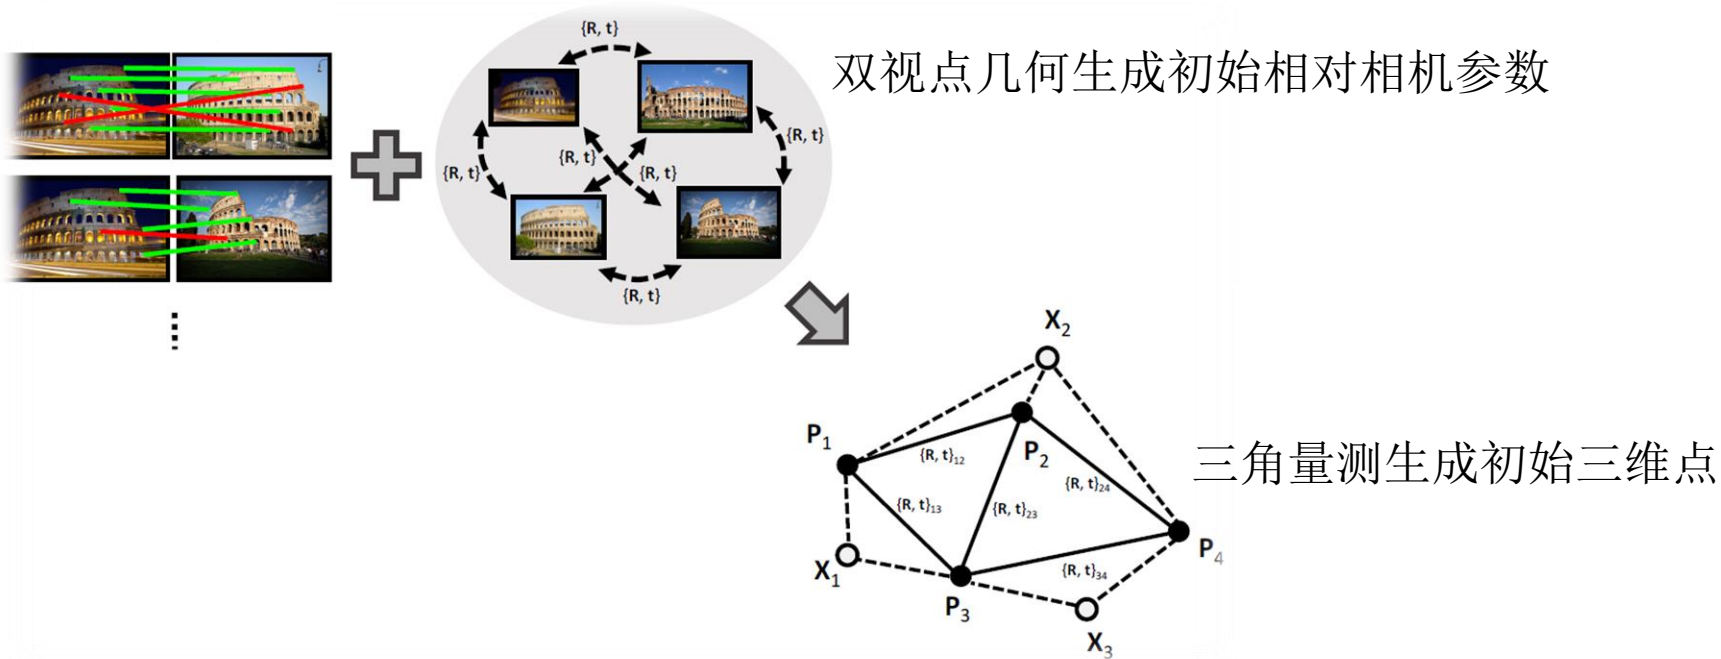 {R, t}
双视点几何生成初始相对相机参数
{R, t}
{R, t}
{R, t}
{R, t}
{R, t}
X₂
P₁
P₂
{R, t}₁₂
三角量测生成初始三维点
{R, t}₂₄
{R, t}₁₃
{R, t}₂₃
P₄
X₁
{R, t}₃₄
P₃
X₃